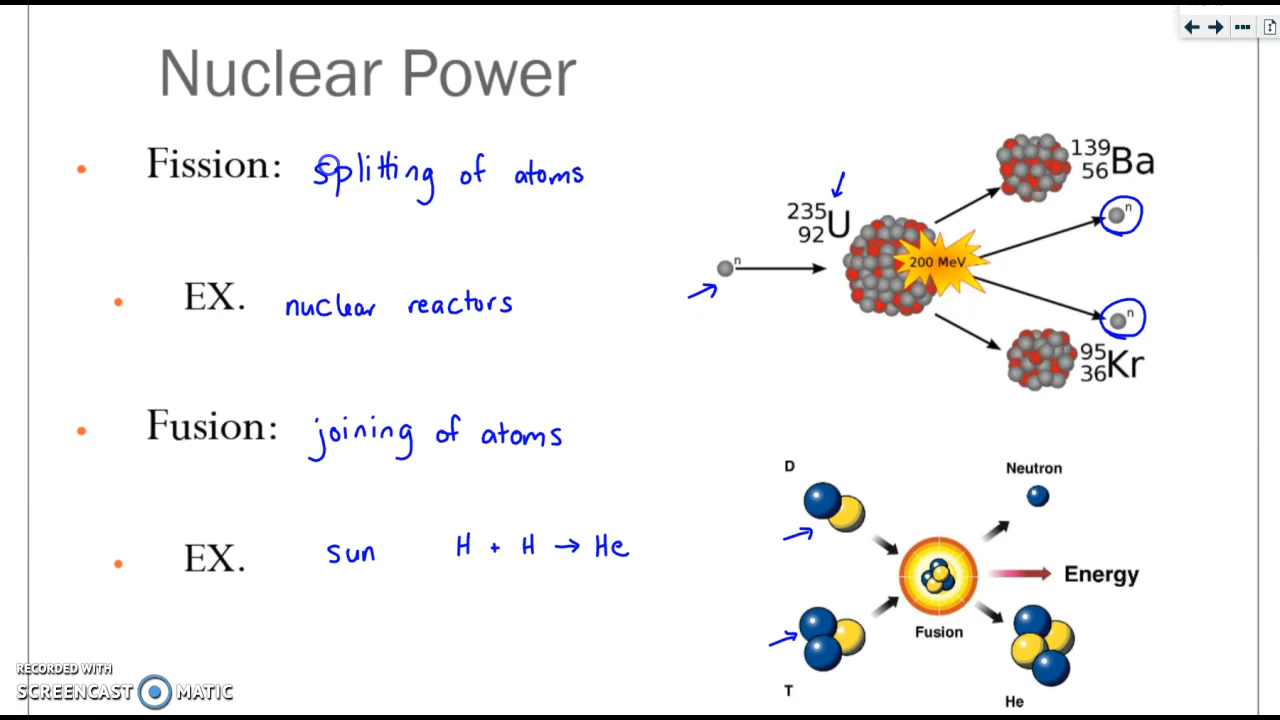 Nuclear Power
• Fission: splitting of atoms
• EX. nuclear reactors
• Fusion: joining of atoms
• EX. sun H + H → He
n
235
92 U
200 MeV
139
56 Ba
n
n
95
36 Kr
D
Neutron
Energy
Fusion
T
He
RECORDED WITH
SCREENCAST MATIC